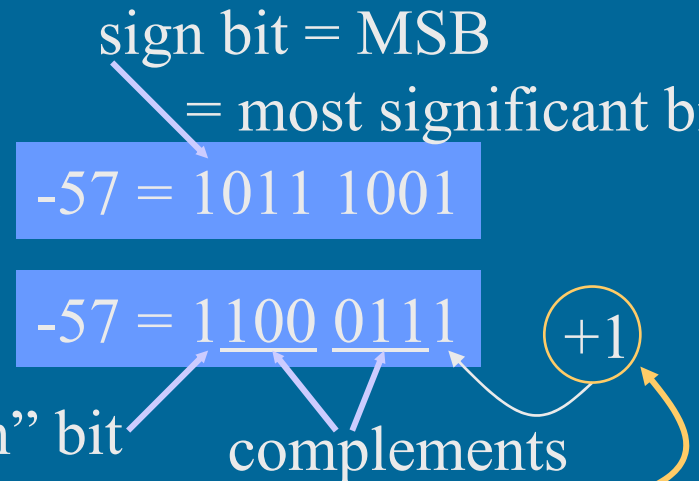 sign bit = MSB
= most significant b
-57 = 1011 1001
-57 = 1100 0111
+1
” bit
complements